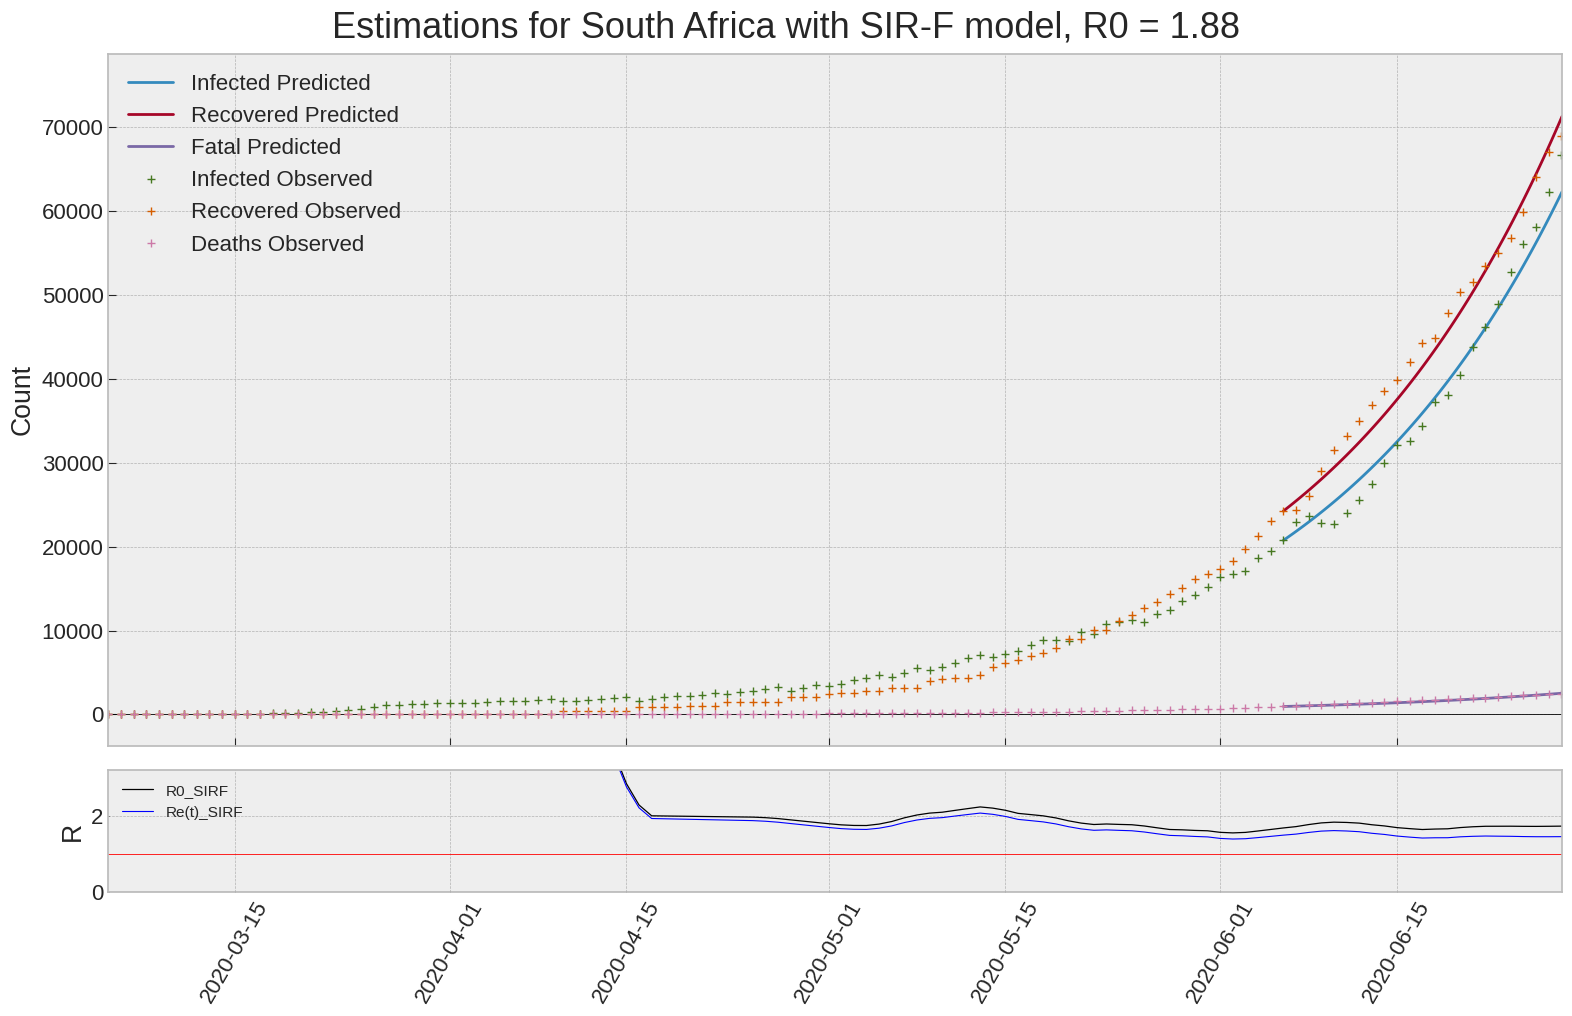 Estimations for South Africa with SIR-F model, R0 = 1.88
Infected Predicted
Recovered Predicted
Fatal Predicted
Infected Observed
Recovered Observed
Deaths Observed
Count
70000
60000
50000
40000
30000
20000
10000
0
R0_SIRF
Re(t)_SIRF
R
2
0
2020-03-15
2020-04-01
2020-04-15
2020-05-01
2020-05-15
2020-06-01
2020-06-15